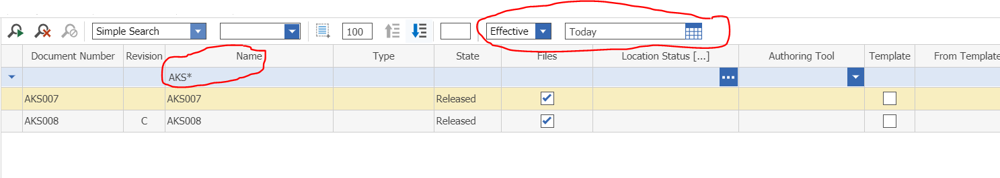 Simple Search 100 Effective Today
Document Number Revision Name Type State Files Location Status [...] Authoring Tool Template From Template
AKS*
AKS007 AKS007 Released
AKS008 C AKS008 Released